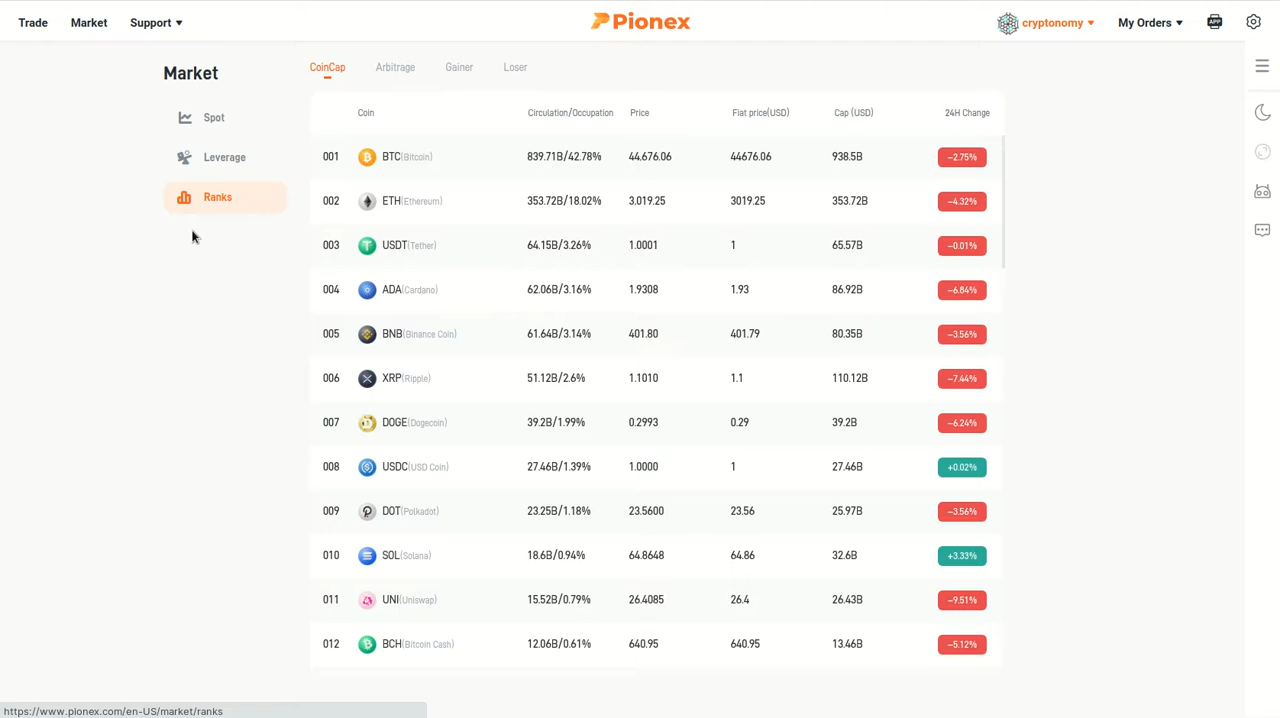 Trade Market Support Pionex cryptonomy My Orders APP
Market
CoinCap Arbitrage Gainer Loser
Spot
Leverage
Ranks
Coin Circulation/Occupation Price Fiat price(USD) Cap (USD) 24H Change
001 BTC(Bitcoin) 839.71B/42.78% 44.676.06 44676.06 938.5B –2.75%
002 ETH(Ethereum) 353.72B/18.02% 3.019.25 3019.25 353.72B –4.32%
003 USDT(Tether) 64.15B/3.26% 1.0001 1 65.57B –0.01%
004 ADA(Cardano) 62.06B/3.16% 1.9308 1.93 86.92B –6.84%
005 BNB(Binance Coin) 61.64B/3.14% 401.80 401.79 80.35B –3.56%
006 XRP(Ripple) 51.12B/2.6% 1.1010 1.1 110.12B –7.44%
007 DOGE(Dogecoin) 39.2B/1.99% 0.2993 0.29 39.2B –6.24%
008 USDC(USD Coin) 27.46B/1.39% 1.0000 1 27.46B +0.02%
009 DOT(Polkadot) 23.25B/1.18% 23.5600 23.56 25.97B –3.56%
010 SOL(Solana) 18.6B/0.94% 64.8648 64.86 32.6B +3.33%
011 UNI(Uniswap) 15.52B/0.79% 26.4085 26.4 26.43B –9.51%
012 BCH(Bitcoin Cash) 12.06B/0.61% 640.95 640.95 13.46B –5.12%
https://www.pionex.com/en-US/market/ranks